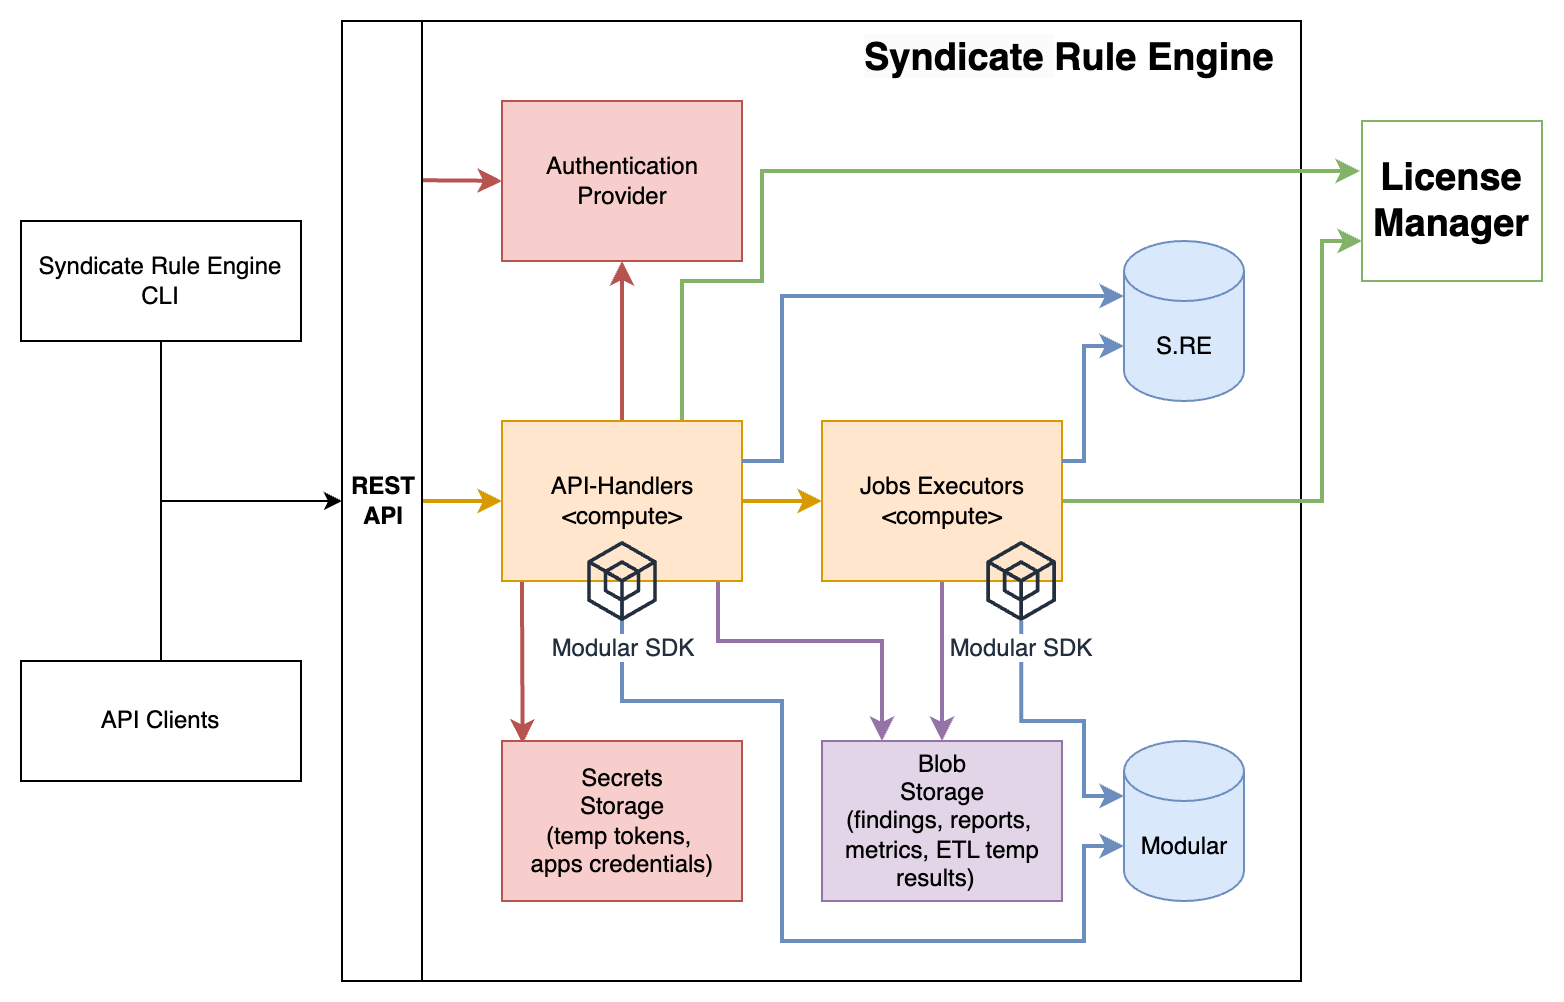 Syndicate Rule Engine
Authentication
Provider
License
Manager
Syndicate Rule Engine
CLI
S.RE
REST
API
API-Handlers
<compute>
Jobs Executors
<compute>
Modular SDK
Modular SDK
API Clients
Secrets
Storage
(temp tokens,
apps credentials)
Blob
Storage
(findings, reports,
metrics, ETL temp
results)
Modular